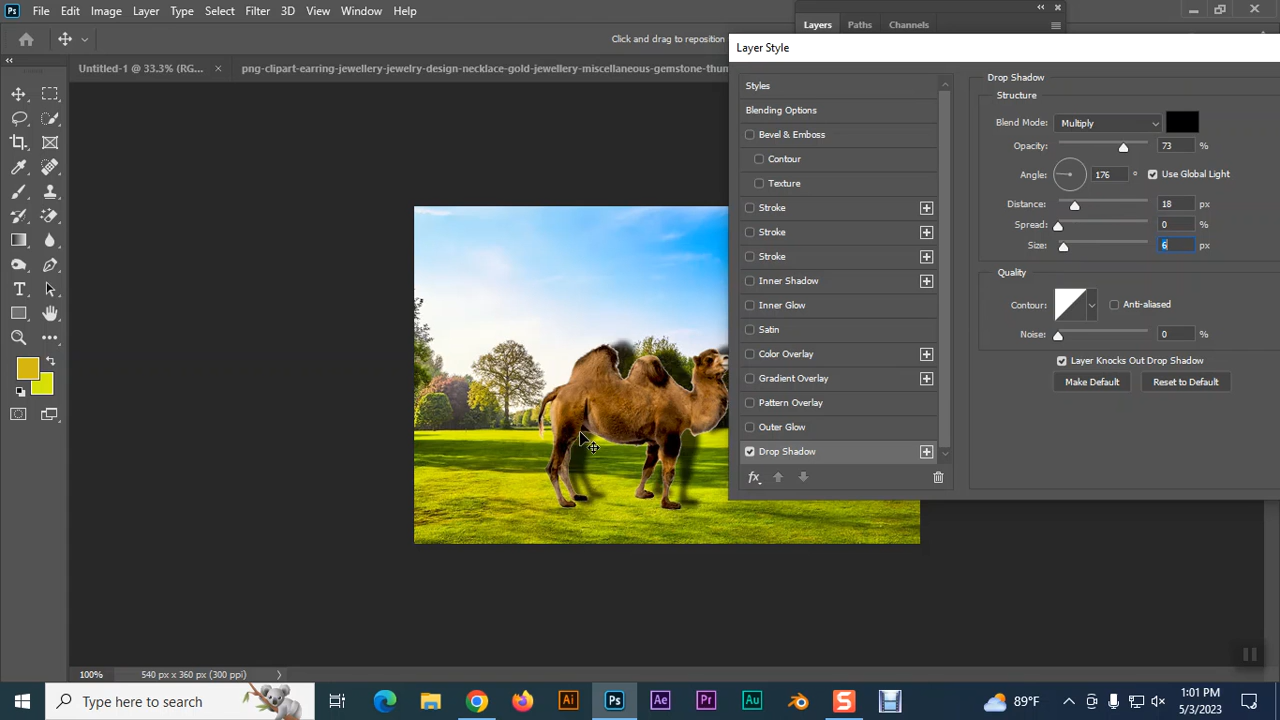 Ps File Edit Image Layer Type Select Filter 3D View Window Help
Layers Paths Channels
Click and drag to reposition
Layer Style
Untitled-1 @ 33.3% (RG... × png-clipart-earring-jewellery-jewelry-design-necklace-gold-jewellery-miscellaneous-gemstone-thum
Styles
Blending Options
Bevel & Emboss
Contour
Texture
Stroke
Stroke
Stroke
Inner Shadow
Inner Glow
Satin
Color Overlay
Gradient Overlay
Pattern Overlay
Outer Glow
Drop Shadow
fx
Drop Shadow
Structure
Blend Mode: Multiply
Opacity: 73 %
Angle: 176 ° Use Global Light
Distance: 18 px
Spread: 0 %
Size: 6 px
Quality
Contour: Anti-aliased
Noise: 0 %
Layer Knocks Out Drop Shadow
Make Default Reset to Default
100% 540 px x 360 px (300 ppi)
Type here to search Ai Ps Ae Pr Au S 89°F 1:01 PM
5/3/2023